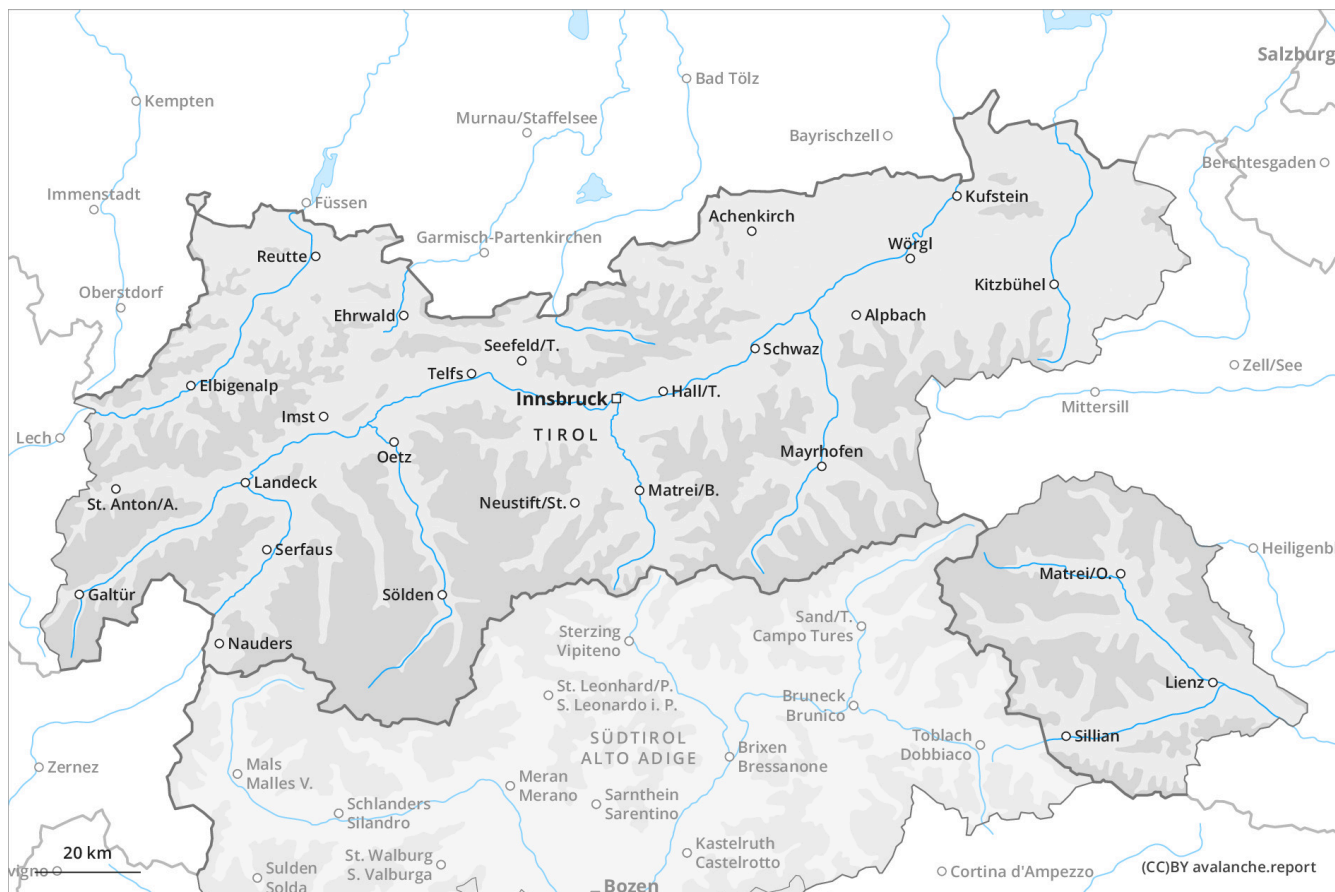 Salzburg
Bad Tölz
Kempten
Murnau/Staffelsee
Bayrischzell
Berchtesgaden
Immenstadt
Füssen
Kufstein
Achenkirch
Garmisch-Partenkirchen
Wörgl
Reutte
Kitzbühel
Oberstdorf
Ehrwald
Alpbach
Seefeld/T.
Schwaz
Zell/See
Telfs
Elbigenalp
Hall/T.
Innsbruck
Mittersill
Imst
TIROL
Lech
Oetz
Mayrhofen
Landeck
Matrei/B.
St. Anton/A.
Neustift/St.
Serfaus
Heiligenb
Matrei/O.
Galtür
Sölden
Sand/T.
Campo Tures
Sterzing
Vipiteno
Nauders
Lienz
St. Leonhard/P.
S. Leonardo i. P.
Bruneck
Brunico
Toblach
Dobbiaco
Sillian
SÜDTIROL
ALTO ADIGE
Brixen
Bressanone
Zernez
Mals
Malles V.
Meran
Merano
Schlanders
Silandro
Sarnthein
Sarentino
Kastelruth
Castelrotto
20 km
St. Walburg
S. Valburga
vigno
Sulden
Solda
Cortina d'Ampezzo
(CC)BY avalanche.report
Bozen